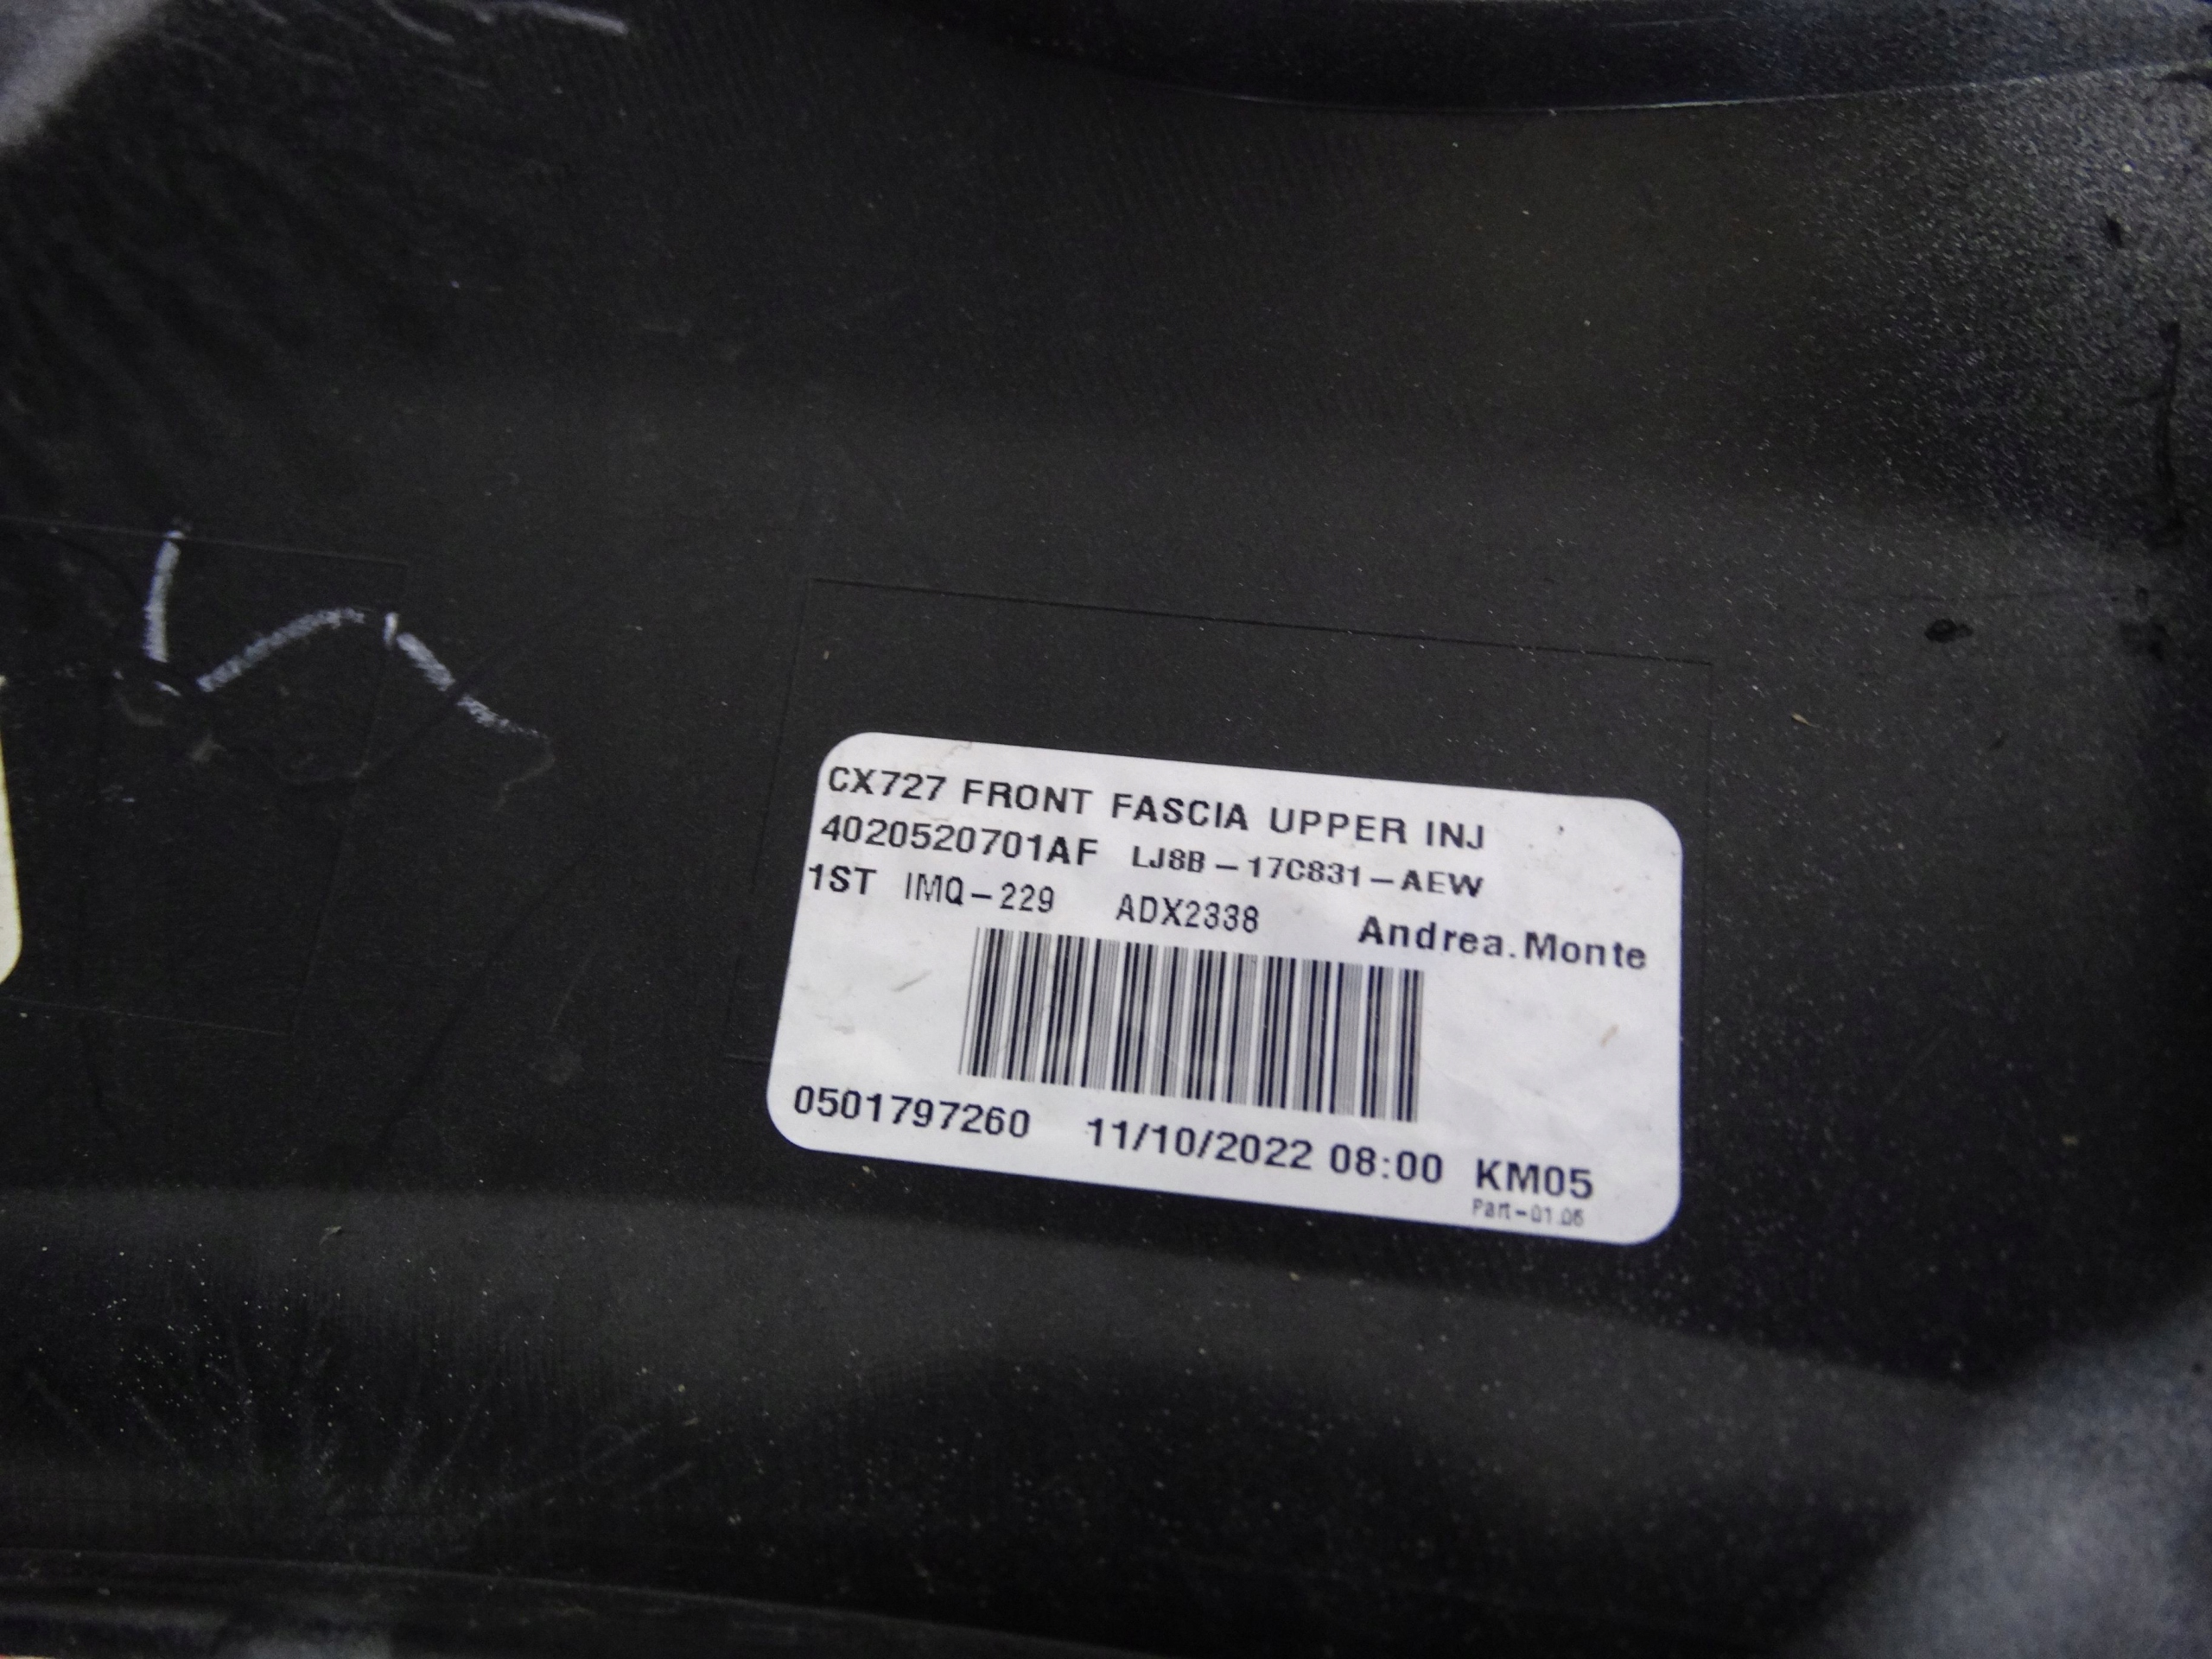 CX727 FRONT FASCIA UPPER INJ
4020520701AF LJ8B-17C831-AEW
1ST IMQ-229 ADX2338 Andrea.Monte
0501797260 11/10/2022 08:00 KM05
Part-01.05